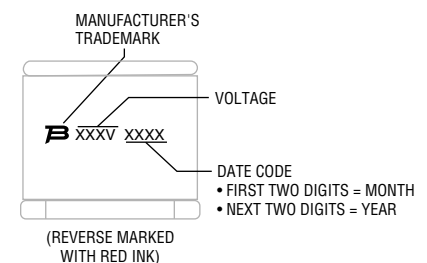 MANUFACTURER'S
TRADEMARK
VOLTAGE
B XXXV XXXX
DATE CODE
• FIRST TWO DIGITS = MONTH
• NEXT TWO DIGITS = YEAR
(REVERSE MARKED
WITH RED INK)